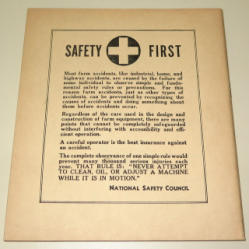 SAFETY FIRST
Most farm accidents, like industrial, home, and
highway accidents, are caused by the failure of
some individual to observe simple and funda-
mental safety rules or precautions. For this
reason farm accidents, just as other types of
accidents, can be prevented by recognizing the
causes of accidents and doing something about
them before accidents occur.
Regardless of the care used in the design and
construction of farm equipment, there are many
points that cannot be completely safeguarded
without interfering with accessibility and effi-
cient operation.
A careful operator is the best insurance against
an accident.
The complete observance of one simple rule would
prevent many thousand serious injuries each
year. THAT RULE IS: "NEVER ATTEMPT
TO CLEAN, OIL, OR ADJUST A MACHINE
WHILE IT IS IN MOTION."
NATIONAL SAFETY COUNCIL